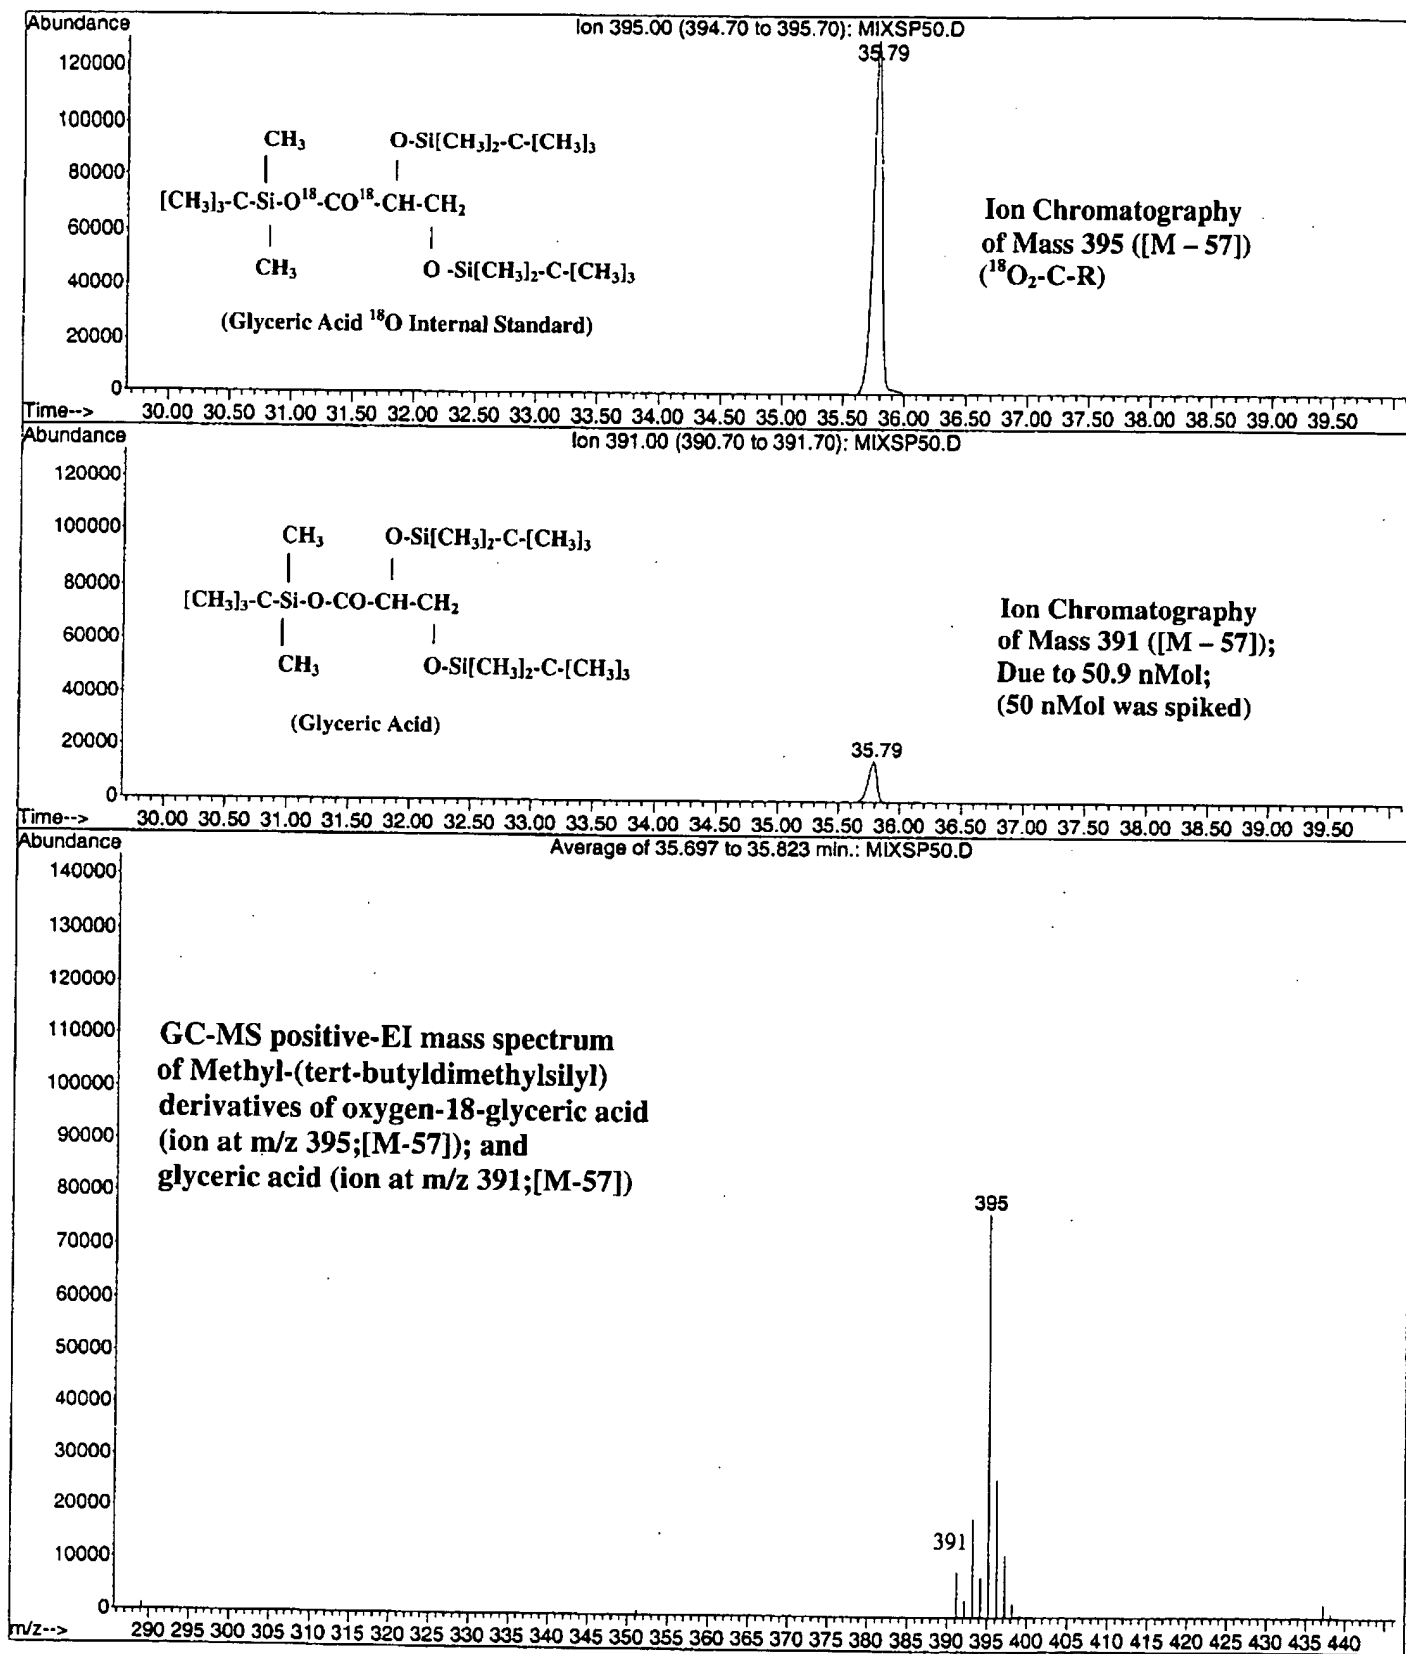 Abundance
Ion 395.00 (394.70 to 395.70): MIXSP50.D
35.79
120000
100000
80000
60000
40000
20000
0
CH₃ O-Si[CH₃]₂-C-[CH₃]₃
[CH₃]₃-C-Si-O¹⁸-CO¹⁸-CH-CH₂
CH₃ O -Si[CH₃]₂-C-[CH₃]₃
(Glyceric Acid ¹⁸O Internal Standard)
Ion Chromatography
of Mass 395 ([M – 57])
(¹⁸O₂-C-R)
Time-->
30.00 30.50 31.00 31.50 32.00 32.50 33.00 33.50 34.00 34.50 35.00 35.50 36.00 36.50 37.00 37.50 38.00 38.50 39.00 39.50
Abundance
Ion 391.00 (390.70 to 391.70): MIXSP50.D
120000
100000
80000
60000
40000
20000
0
CH₃ O-Si[CH₃]₂-C-[CH₃]₃
[CH₃]₃-C-Si-O-CO-CH-CH₂
CH₃ O-Si[CH₃]₂-C-[CH₃]₃
(Glyceric Acid)
Ion Chromatography
of Mass 391 ([M – 57]);
Due to 50.9 nMol;
(50 nMol was spiked)
35.79
Time-->
30.00 30.50 31.00 31.50 32.00 32.50 33.00 33.50 34.00 34.50 35.00 35.50 36.00 36.50 37.00 37.50 38.00 38.50 39.00 39.50
Abundance
Average of 35.697 to 35.823 min.: MIXSP50.D
140000
130000
120000
110000
100000
90000
80000
70000
60000
50000
40000
30000
20000
10000
0
GC-MS positive-EI mass spectrum
of Methyl-(tert-butyldimethylsilyl)
derivatives of oxygen-18-glyceric acid
(ion at m/z 395;[M-57]); and
glyceric acid (ion at m/z 391;[M-57])
395
391
m/z-->
290 295 300 305 310 315 320 325 330 335 340 345 350 355 360 365 370 375 380 385 390 395 400 405 410 415 420 425 430 435 440